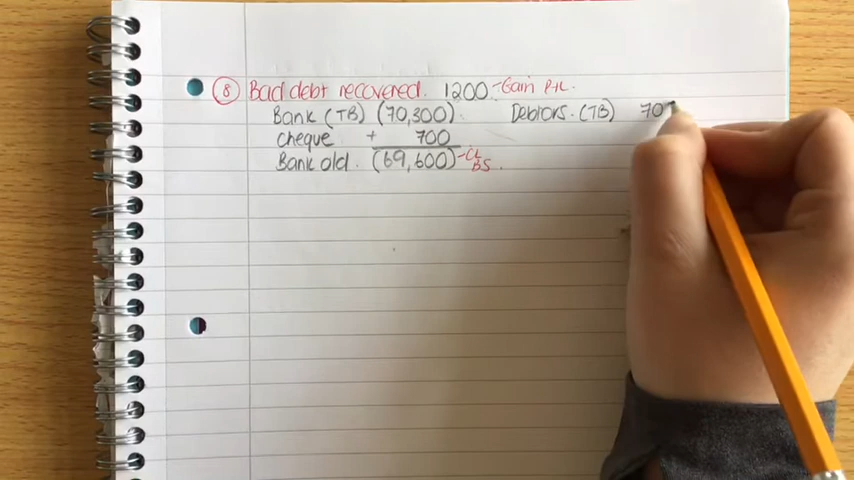 8 Bad debt recovered. 1200 - Gain P+L.
Bank (TB) (70,300) Debtors. (TB) 707
cheque + 700
Bank old. (69,600) - CL
BS.